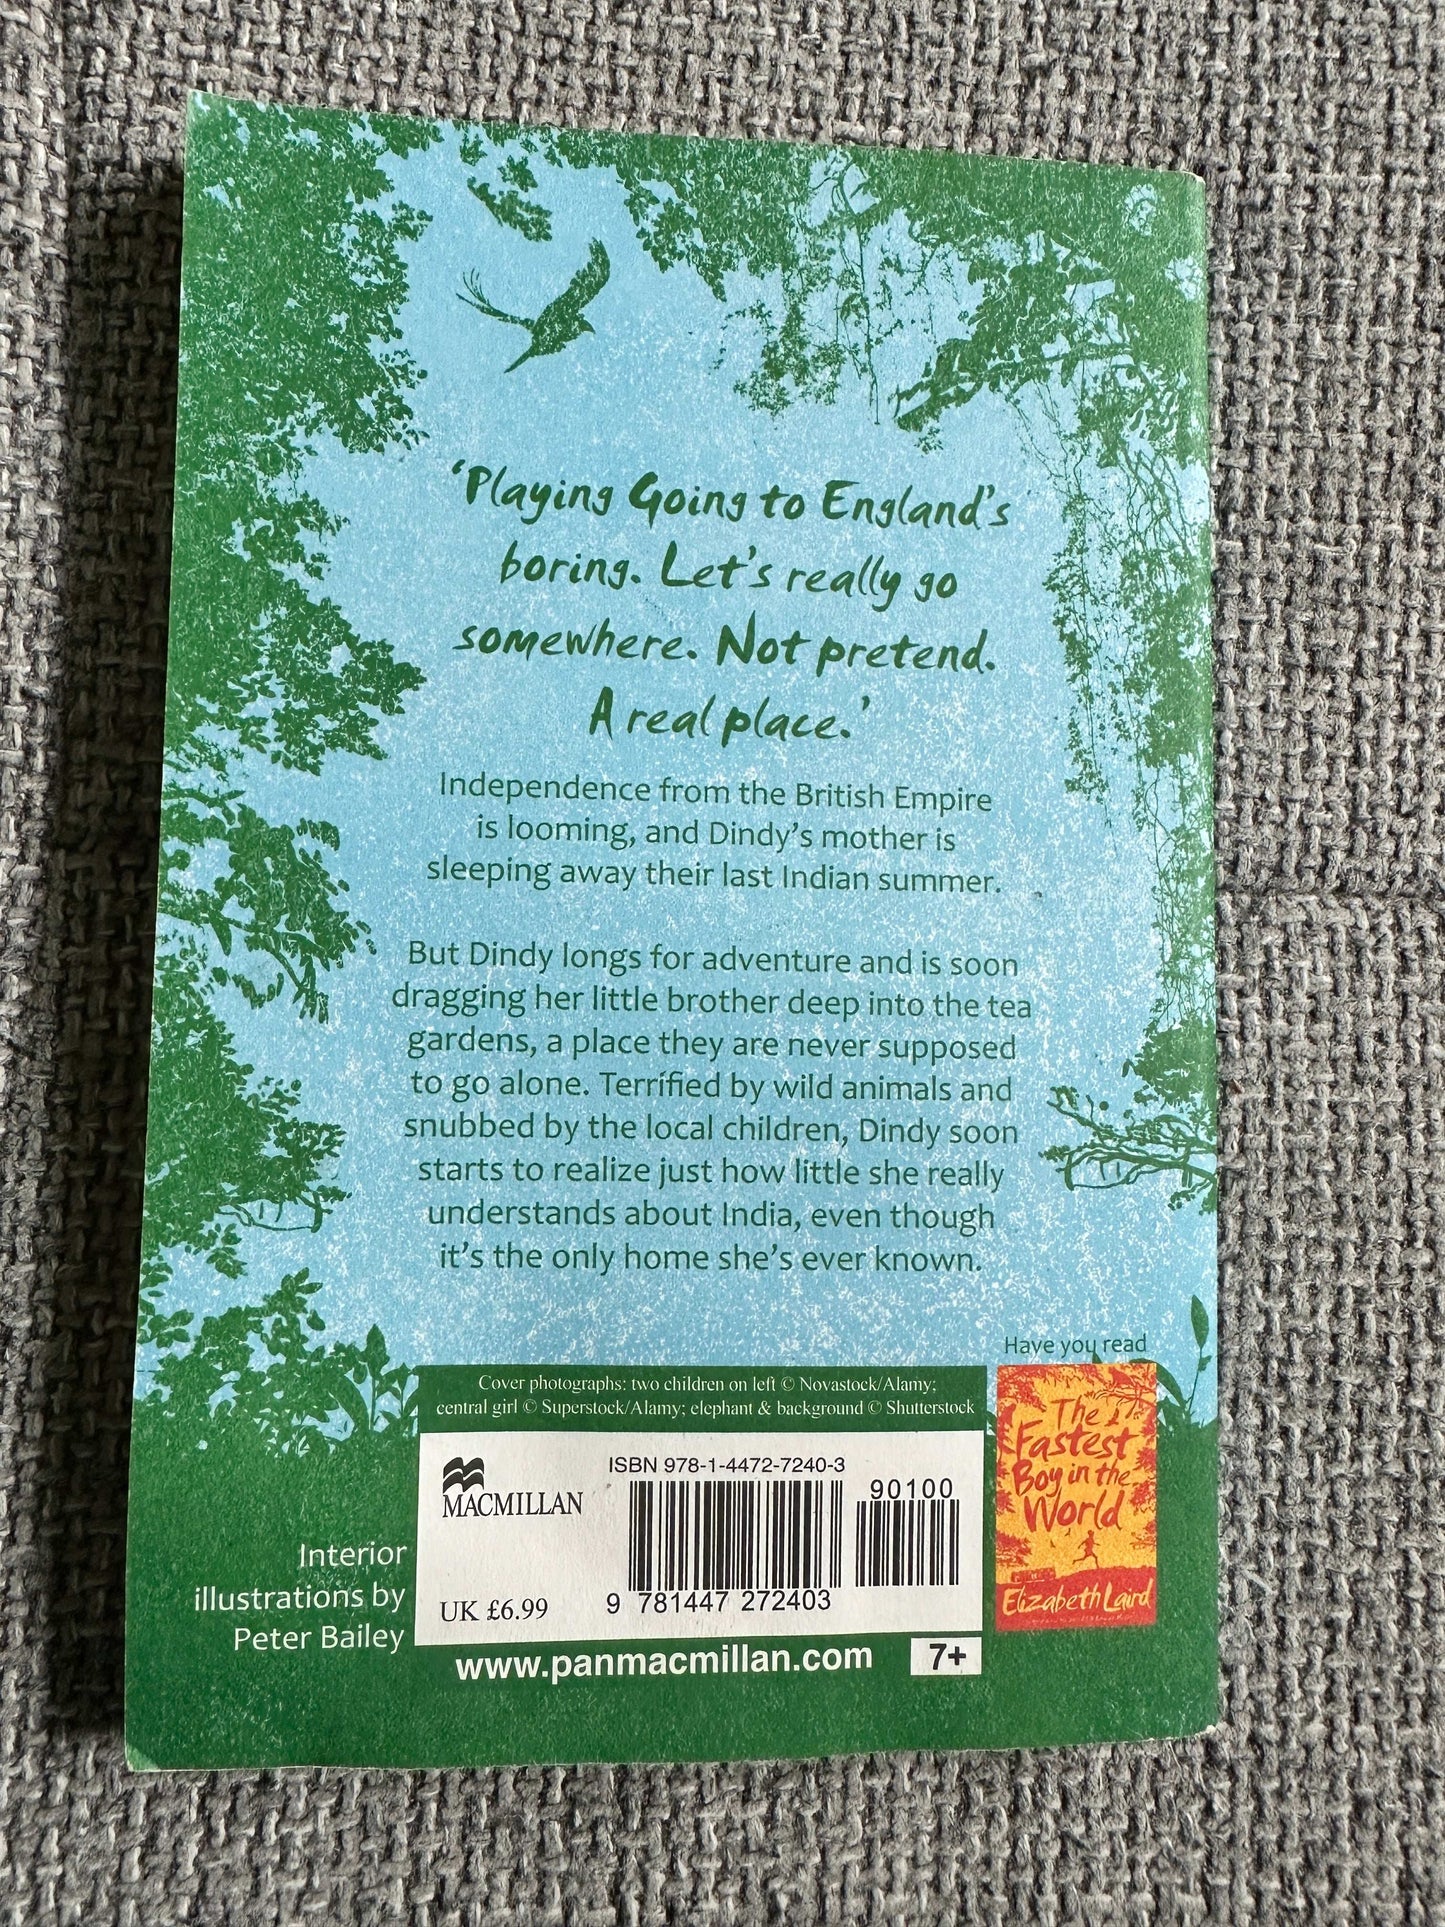 ‘Playing Going to England’s
boring. Let’s really go
somewhere. Not pretend.
A real place.’
Independence from the British Empire
is looming, and Dindy’s mother is
sleeping away their last Indian summer.
But Dindy longs for adventure and is soon
dragging her little brother deep into the tea
gardens, a place they are never supposed
to go alone. Terrified by wild animals and
snubbed by the local children, Dindy soon
starts to realize just how little she really
understands about India, even though
it’s the only home she’s ever known.
Have you read
The
Fastest
Boy in the
World
Elizabeth Laird
Cover photographs: two children on left © Novastock/Alamy;
central girl © Superstock/Alamy; elephant & background © Shutterstock
ISBN 978-1-4472-7240-3
90100
MACMILLAN
9 781447 272403
UK £6.99
Interior
illustrations by
Peter Bailey
www.panmacmillan.com
7+